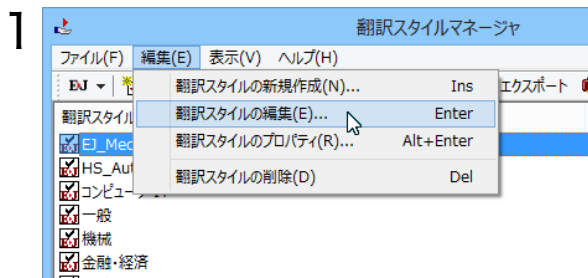 1
翻訳スタイルマネージャ
ファイル(F) 編集(E) 表示(V) ヘルプ(H)
EJ
エクスポート
翻訳スタイルの新規作成(N)... Ins
翻訳スタイルの編集(E)... Enter
翻訳スタイルのプロパティ(R)... Alt+Enter
翻訳スタイルの削除(D) Del
翻訳スタイル
EJ_Med
HS_Aut
コンピュータ
一般
機械
金融・経済